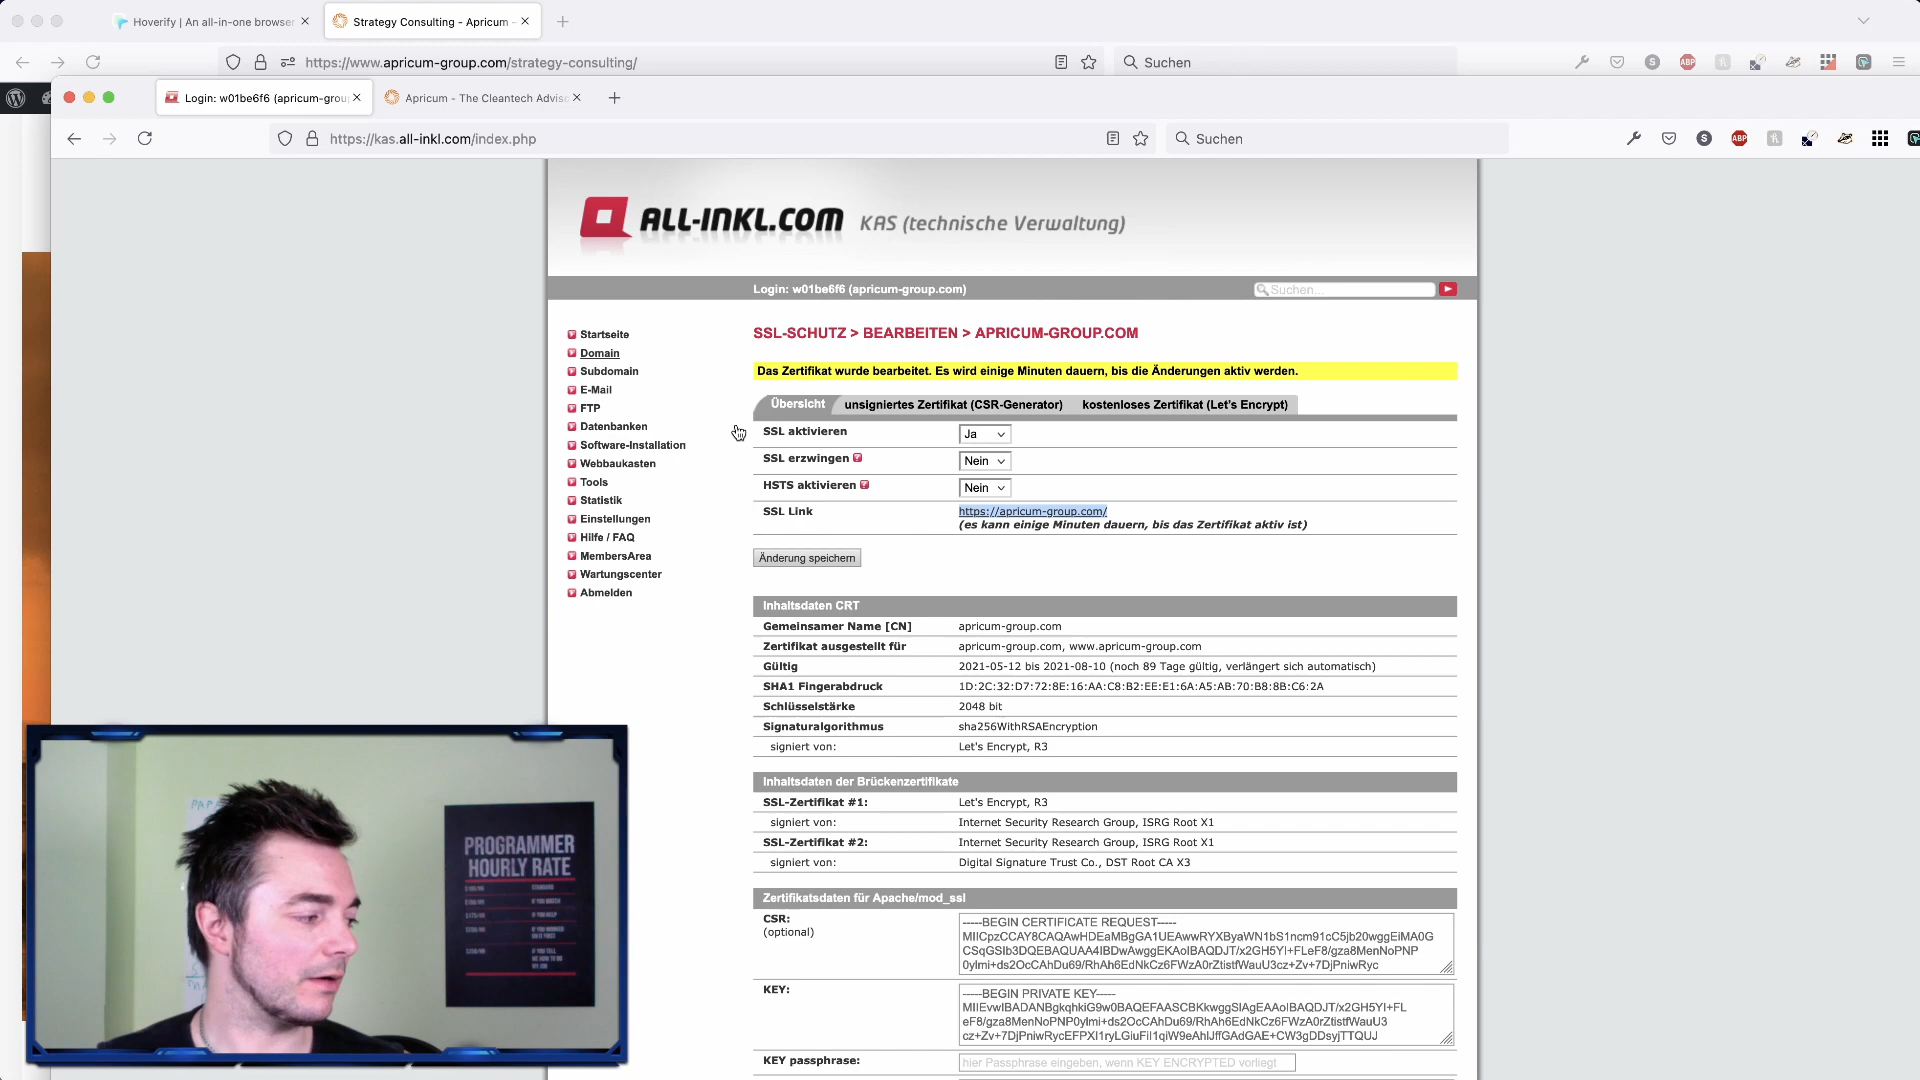 Hoverify | An all-in-one browser
Strategy Consulting - Apricum -
https://www.apricum-group.com/strategy-consulting/
Suchen
Login: w01be6f6 (apricum-grou
Apricum - The Cleantech Adviso
https://kas.all-inkl.com/index.php
Suchen
ALL-INKL.COM KAS (technische Verwaltung)
Login: w01be6f6 (apricum-group.com)
Suchen...
Startseite
Domain
Subdomain
E-Mail
FTP
Datenbanken
Software-Installation
Webbaukasten
Tools
Statistik
Einstellungen
Hilfe / FAQ
MembersArea
Wartungscenter
Abmelden
SSL-SCHUTZ > BEARBEITEN > APRICUM-GROUP.COM
Das Zertifikat wurde bearbeitet. Es wird einige Minuten dauern, bis die Änderungen aktiv werden.
Übersicht unsigniertes Zertifikat (CSR-Generator) kostenloses Zertifikat (Let's Encrypt)
SSL aktivieren Ja
SSL erzwingen Nein
HSTS aktivieren Nein
SSL Link https://apricum-group.com/
(es kann einige Minuten dauern, bis das Zertifikat aktiv ist)
Änderung speichern
Inhaltsdaten CRT
Gemeinsamer Name [CN] apricum-group.com
Zertifikat ausgestellt für apricum-group.com, www.apricum-group.com
Gültig 2021-05-12 bis 2021-08-10 (noch 89 Tage gültig, verlängert sich automatisch)
SHA1 Fingerabdruck 1D:2C:32:D7:72:8E:16:AA:C8:B2:EE:E1:6A:A5:AB:70:B8:8B:C6:2A
Schlüsselstärke 2048 bit
Signaturalgorithmus sha256WithRSAEncryption
signiert von: Let's Encrypt, R3
Inhaltsdaten der Brückenzertifikate
SSL-Zertifikat #1: Let's Encrypt, R3
signiert von: Internet Security Research Group, ISRG Root X1
SSL-Zertifikat #2: Internet Security Research Group, ISRG Root X1
signiert von: Digital Signature Trust Co., DST Root CA X3
Zertifikatsdaten für Apache/mod_ssl
CSR:
(optional)
-----BEGIN CERTIFICATE REQUEST-----
KEY:
-----BEGIN PRIVATE KEY-----
KEY passphrase: hier Passphrase eingeben, wenn KEY ENCRYPTED vorliegt
PROGRAMMER
HOURLY RATE